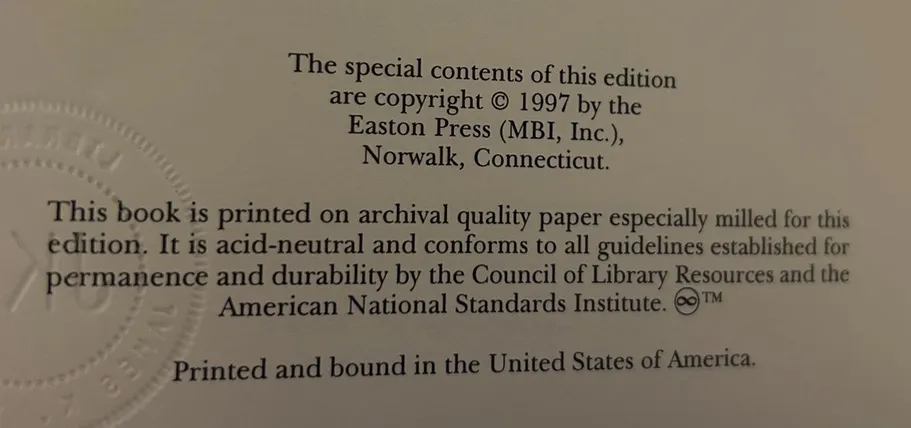 The special contents of this edition
are copyright © 1997 by the
Easton Press (MBI, Inc.),
Norwalk, Connecticut.
This book is printed on archival quality paper especially milled for this
edition. It is acid-neutral and conforms to all guidelines established for
permanence and durability by the Council of Library Resources and the
American National Standards Institute. ♾™
Printed and bound in the United States of America.